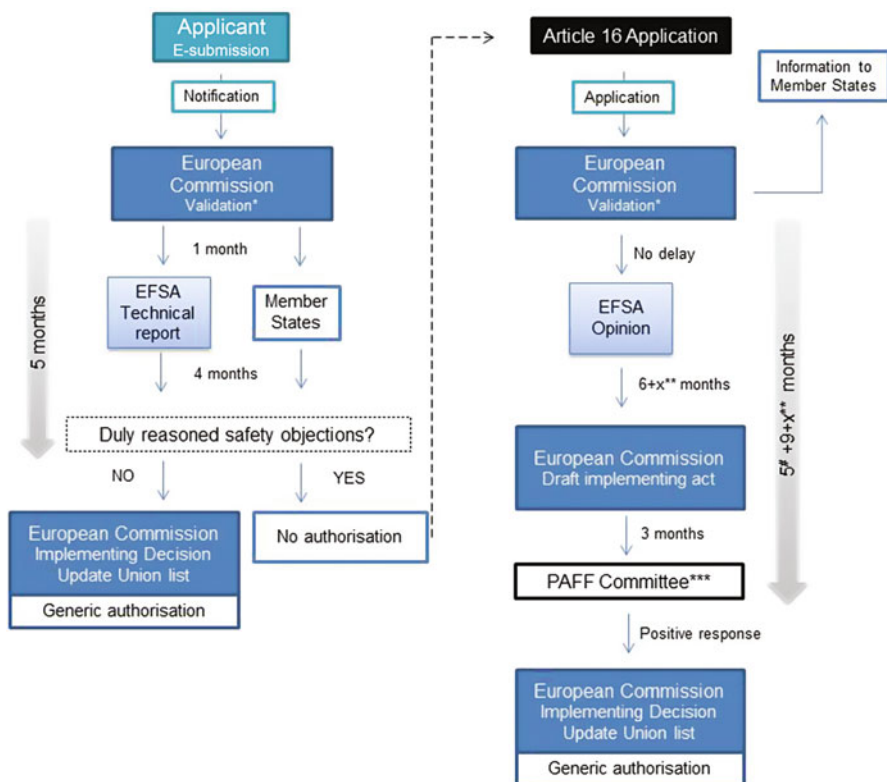 Applicant
E-submission
Notification
European
Commission
Validation*
1 month
EFSA
Technical
report
Member
States
4 months
5 months
Duly reasoned safety objections?
NO
YES
European Commission
Implementing Decision
Update Union list
Generic authorisation
No authorisation
Article 16 Application
Application
Information to
Member States
European
Commission
Validation*
No delay
EFSA
Opinion
6+x** months
5# +9+x** months
European Commission
Draft implementing act
3 months
PAFF Committee***
Positive response
European Commission
Implementing Decision
Update Union list
Generic authorisation